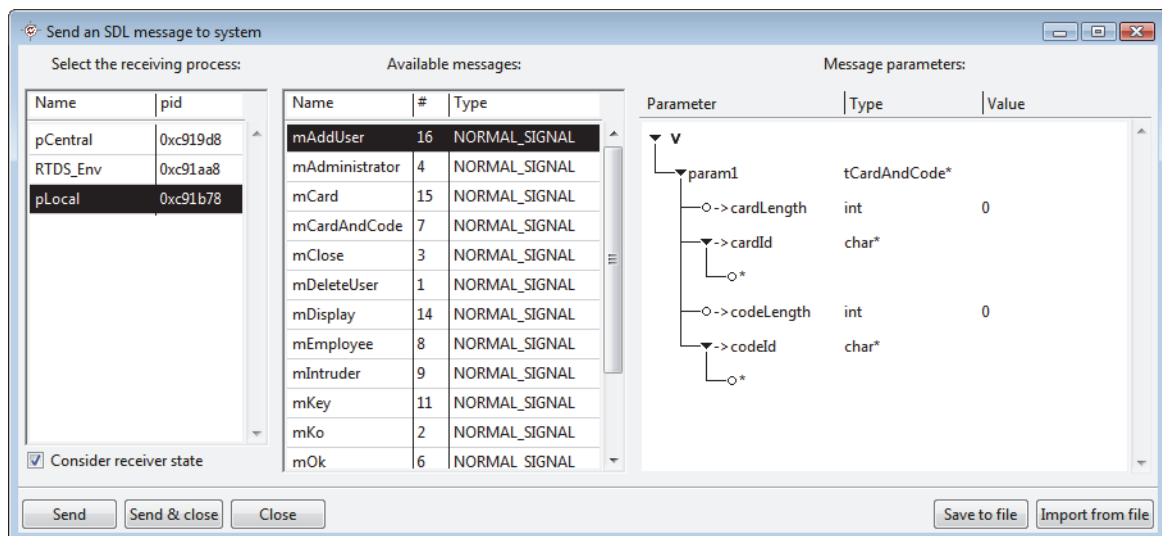 Send an SDL message to system
Select the receiving process: Available messages: Message parameters:
Name pid
pCentral 0xc919d8
RTDS_Env 0xc91aa8
pLocal 0xc91b78
Consider receiver state
Name # Type
mAddUser 16 NORMAL_SIGNAL
mAdministrator 4 NORMAL_SIGNAL
mCard 15 NORMAL_SIGNAL
mCardAndCode 7 NORMAL_SIGNAL
mClose 3 NORMAL_SIGNAL
mDeleteUser 1 NORMAL_SIGNAL
mDisplay 14 NORMAL_SIGNAL
mEmployee 8 NORMAL_SIGNAL
mIntruder 9 NORMAL_SIGNAL
mKey 11 NORMAL_SIGNAL
mKo 2 NORMAL_SIGNAL
mOk 6 NORMAL_SIGNAL
Parameter Type Value
V
param1 tCardAndCode*
->cardLength int 0
->cardId char*
*
->codeLength int 0
->codeId char*
*
Send Send & close Close Save to file Import from file